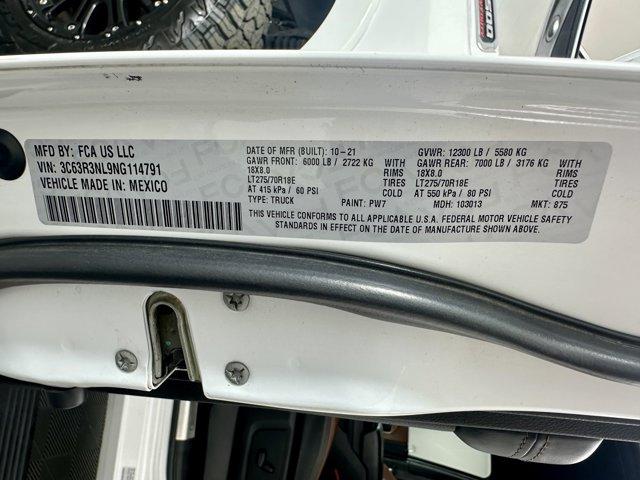 MFD BY: FCA US LLC
VIN: 3C63R3NL9NG114791
VEHICLE MADE IN: MEXICO
DATE OF MFR (BUILT): 10-21
GAWR FRONT: 6000 LB / 2722 KG
WITH
18X8.0
RIMS
LT275/70R18E
TIRES
AT 415 kPa / 60 PSI
COLD
TYPE: TRUCK
PAINT: PW7
GVWR: 12300 LB / 5580 KG
GAWR REAR: 7000 LB / 3176 KG
WITH
18X8.0
RIMS
LT275/70R18E
TIRES
AT 550 kPa / 80 PSI
COLD
MDH: 103013
MKT: 875
THIS VEHICLE CONFORMS TO ALL APPLICABLE U.S.A. FEDERAL MOTOR VEHICLE SAFETY
STANDARDS IN EFFECT ON THE DATE OF MANUFACTURE SHOWN ABOVE.